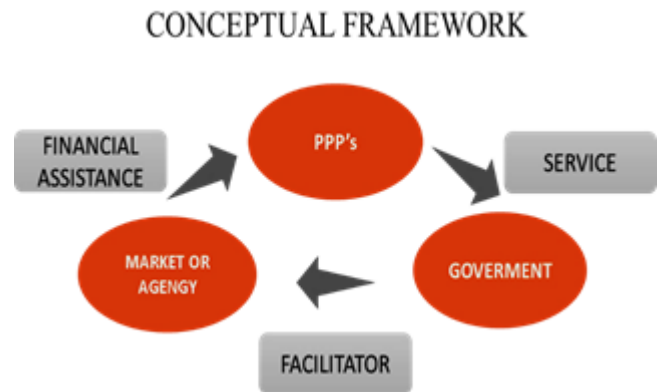 CONCEPTUAL FRAMEWORK
PPP's
FINANCIAL
ASSISTANCE
SERVICE
MARKET OR
AGENGY
GOVERMENT
FACILITATOR